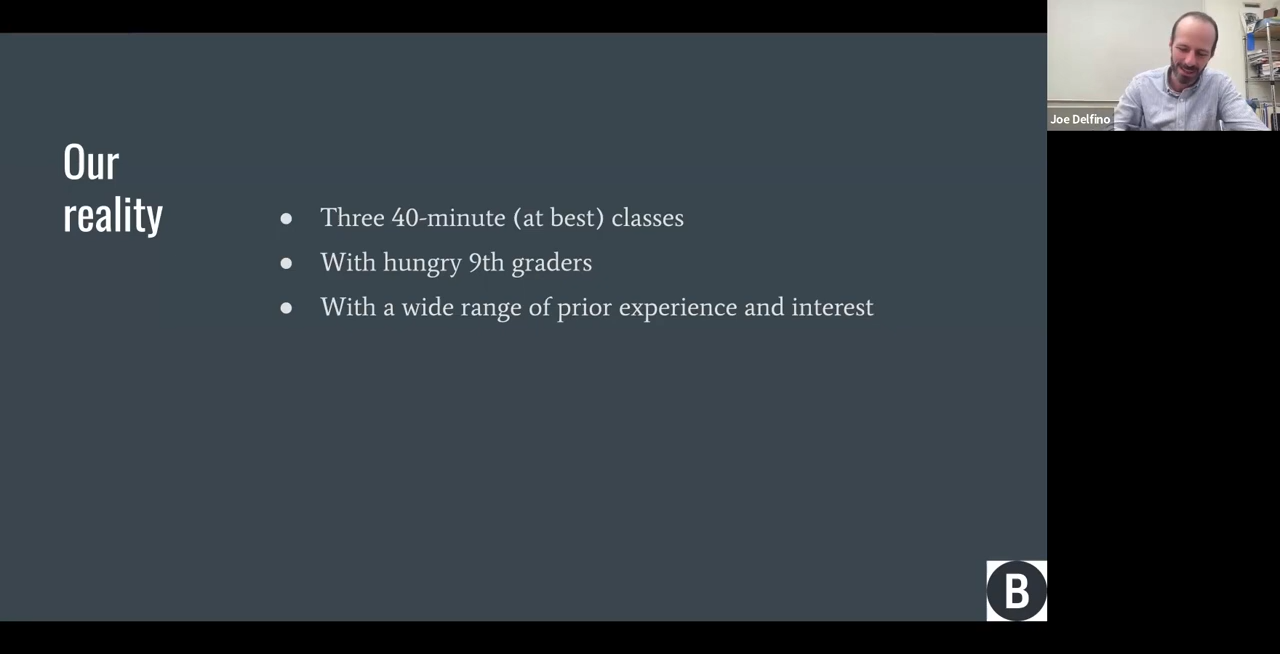 Joe Delfino
Our
reality
● Three 40-minute (at best) classes
● With hungry 9th graders
● With a wide range of prior experience and interest
B